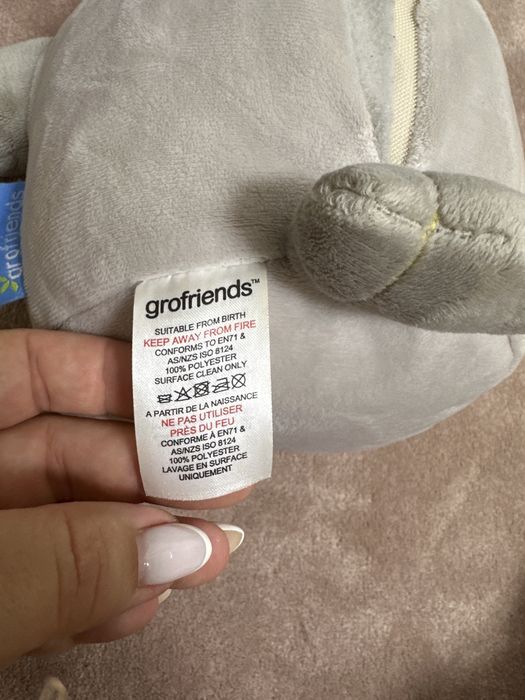 grofriends
grofriends™
SUITABLE FROM BIRTH
KEEP AWAY FROM FIRE
CONFORMS TO EN71 &
AS/NZS ISO 8124
100% POLYESTER
SURFACE CLEAN ONLY
A PARTIR DE LA NAISSANCE
NE PAS UTILISER
PRÈS DU FEU
CONFORME À EN71 &
AS/NZS ISO 8124
100% POLYESTER
LAVAGE EN SURFACE
UNIQUEMENT